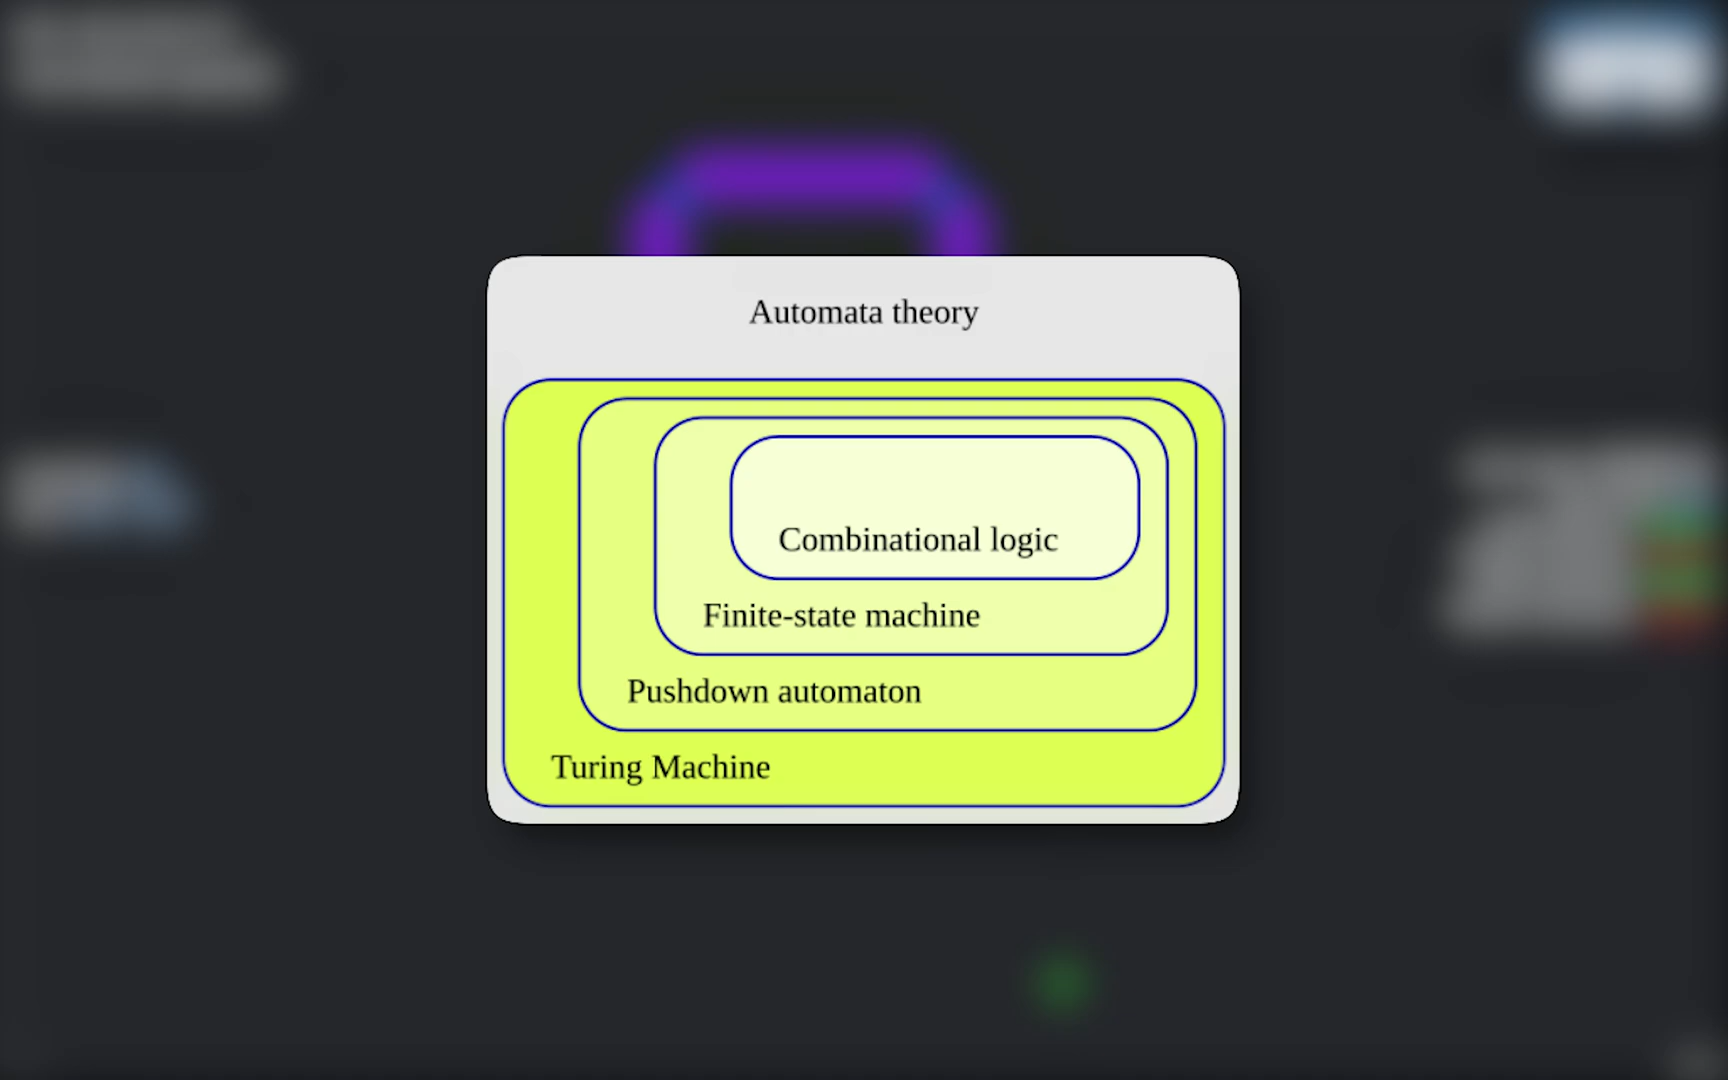 Automata theory
Combinational logic
Finite-state machine
Pushdown automaton
Turing Machine